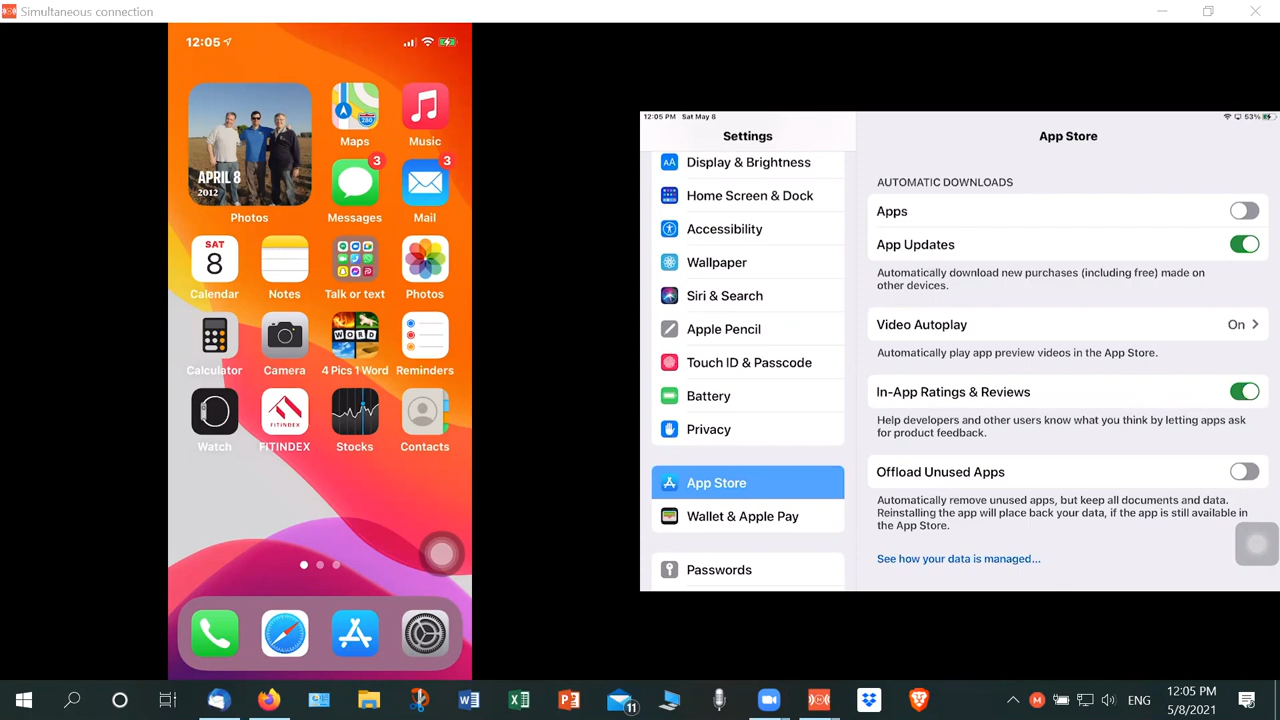 Simultaneous connection
12:05
APRIL 8
2012
Photos
Maps
Music
3
3
Messages
Mail
SAT
8
Calendar
Notes
Talk or text
Photos
WORD
Calculator
Camera
4 Pics 1 Word
Reminders
FITINDEX
Watch
FITINDEX
Stocks
Contacts
12:05 PM Sat May 8
53%
Settings
AA
Display & Brightness
Home Screen & Dock
Accessibility
Wallpaper
Siri & Search
Apple Pencil
Touch ID & Passcode
Battery
Privacy
App Store
Wallet & Apple Pay
Passwords
App Store
AUTOMATIC DOWNLOADS
Apps
App Updates
Automatically download new purchases (including free) made on
other devices.
Video Autoplay On
Automatically play app preview videos in the App Store.
In-App Ratings & Reviews
Help developers and other users know what you think by letting apps ask
for product feedback.
Offload Unused Apps
Automatically remove unused apps, but keep all documents and data.
Reinstalling the app will place back your data, if the app is still available in
the App Store.
See how your data is managed...
11
ENG
12:05 PM
5/8/2021